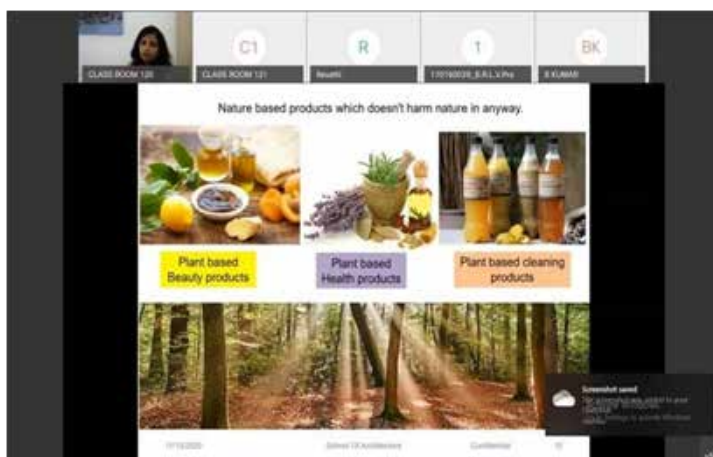 CLASS ROOM 120
CLASS ROOM 121
C1
R
1
BK
B KUMAR
Nature based products which doesn't harm nature in anyway.
Plant based
Beauty products
Plant based
Health products
Plant based cleaning
products
Screenshot saved
School Of Architecture
Confidential